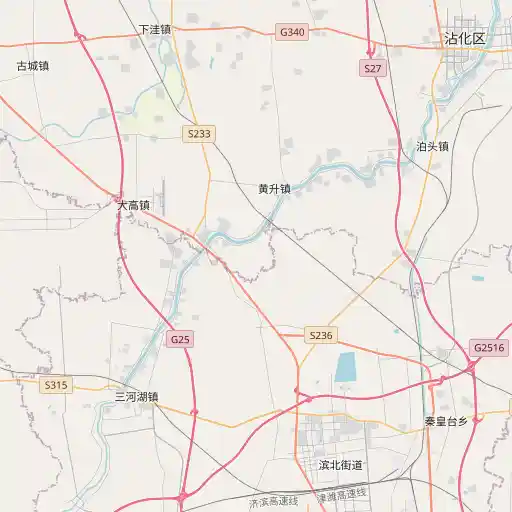 下洼镇
G340
沾化区
古城镇
S27
S233
泊头镇
黄升镇
大高镇
S236
G25
G2516
S315
三河湖镇
秦皇台乡
滨北街道
济滨高速线
津潍高速线